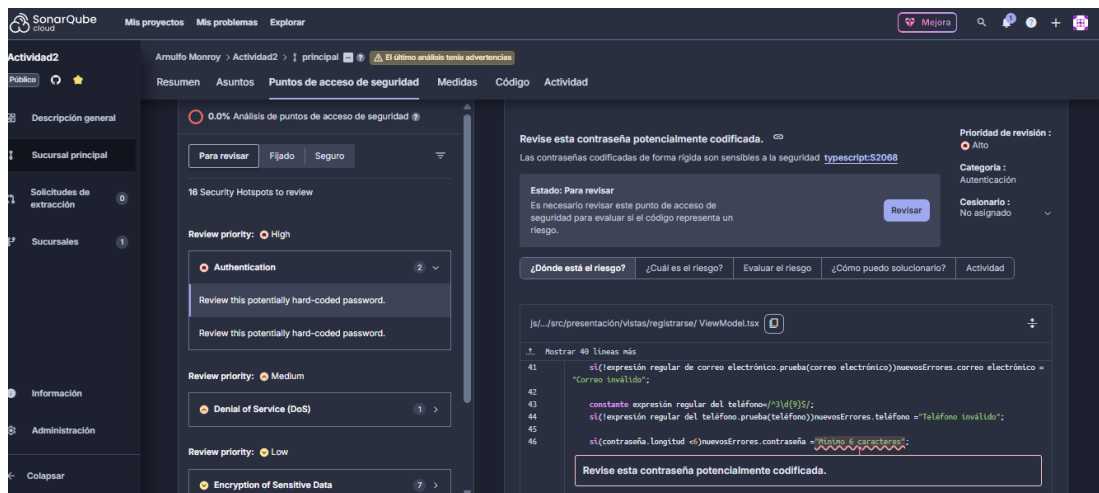 SonarQube cloud
Mis proyectos Mis problemas Explorar
Mejora
1
?
+
Actividad2
Público
Descripción general
Sucursal principal
Solicitudes de extracción
0
Sucursales
1
Información
Administración
Colapsar
Arnulfo Monroy > Actividad2 > principal ? El último análisis tenía advertencias
Resumen Asuntos Puntos de acceso de seguridad Medidas Código Actividad
0.0% Análisis de puntos de acceso de seguridad ?
Para revisar Fijado Seguro
16 Security Hotspots to review
Review priority: High
Authentication 2
Review this potentially hard-coded password.
Review this potentially hard-coded password.
Review priority: Medium
Denial of Service (DoS) 1
Review priority: Low
Encryption of Sensitive Data 7
Revise esta contraseña potencialmente codificada.
Las contraseñas codificadas de forma rígida son sensibles a la seguridad typescript:S2068
Prioridad de revisión :
Alto
Categoría :
Autenticación
Cesionario :
No asignado
Estado: Para revisar
Es necesario revisar este punto de acceso de
seguridad para evaluar si el código representa un
riesgo.
Revisar
¿Dónde está el riesgo? ¿Cuál es el riesgo? Evaluar el riesgo ¿Cómo puedo solucionarlo? Actividad
js/.../src/presentación/vistas/registrarse/ ViewModel.tsx
Mostrar 40 líneas más
41 si(!expresión regular de correo electrónico.prueba(correo electrónico))nuevosErrores.correo electrónico =
"Correo inválido";
42
43 constante expresión regular del teléfono=/^3\d{9}$/;
44 si(!expresión regular del teléfono.prueba(teléfono))nuevosErrores.teléfono ="Teléfono inválido";
45
46 si(contraseña.longitud <6)nuevosErrores.contraseña ="Mínimo 6 caracteres";
Revise esta contraseña potencialmente codificada.